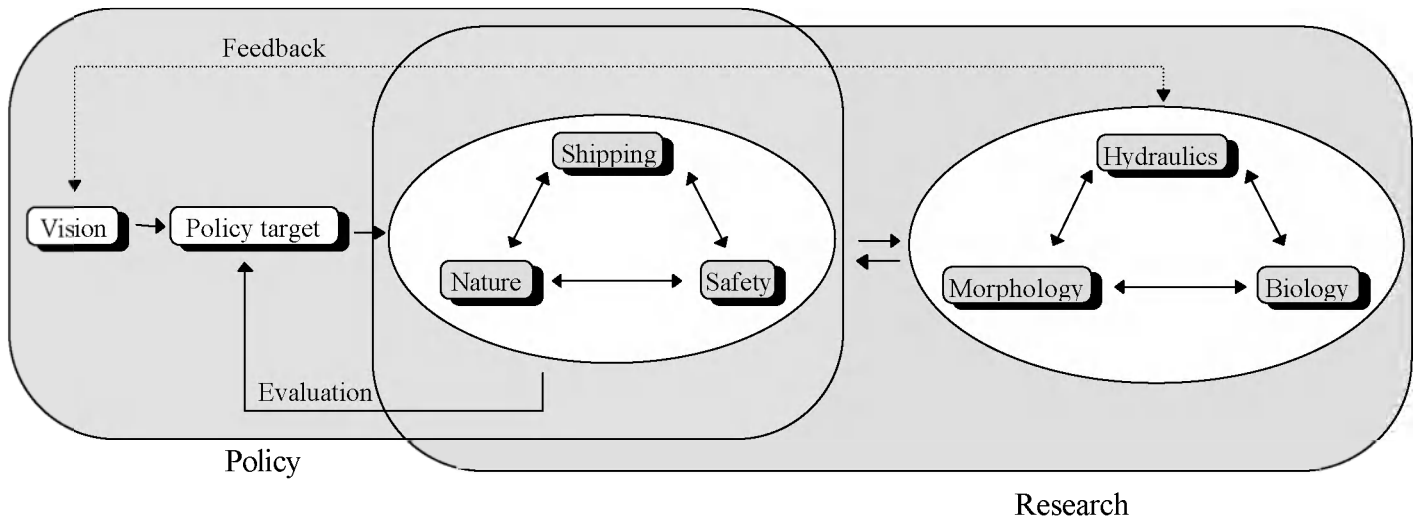 Feedback
Shipping
Hydraulics
Vision
Policy target
Nature
Safety
Morphology
Biology
Evaluation
Policy
Research